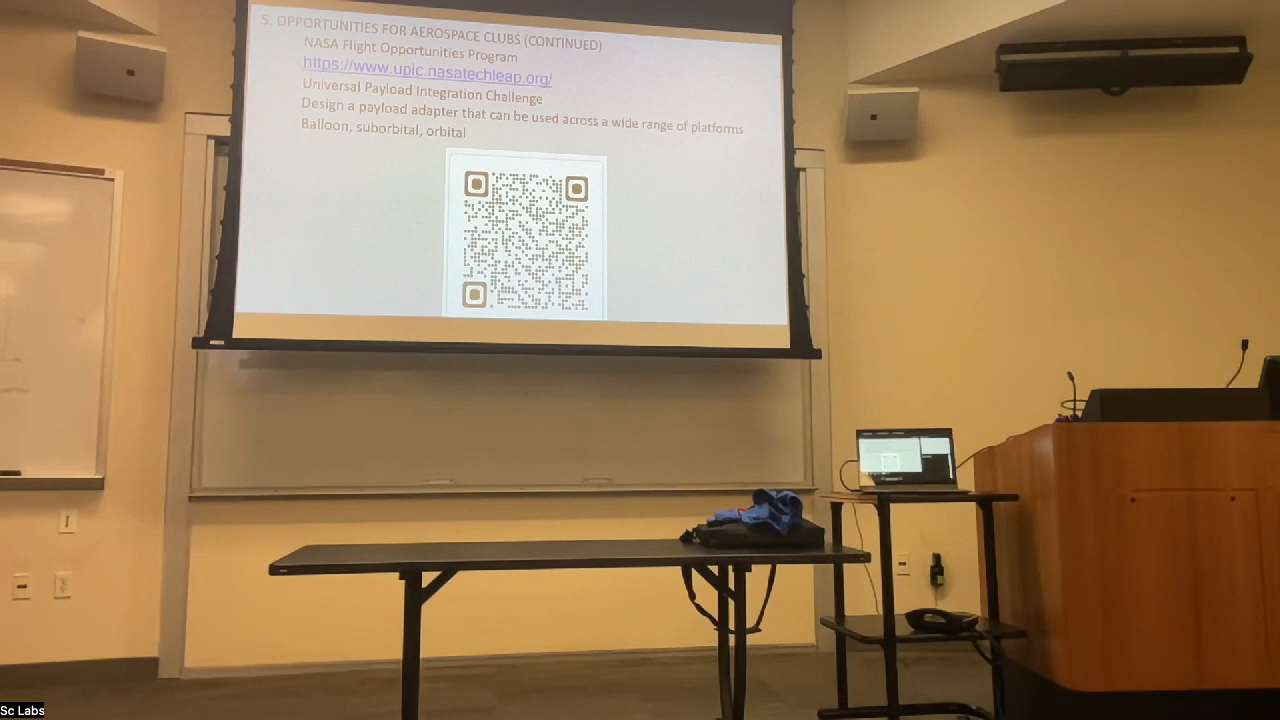 5. OPPORTUNITIES FOR AEROSPACE CLUBS (CONTINUED)
NASA Flight Opportunities Program
https://www.upic.nasatechleap.org/
Universal Payload Integration Challenge
Design a payload adapter that can be used across a wide range of platforms
Balloon, suborbital, orbital
Sc Labs